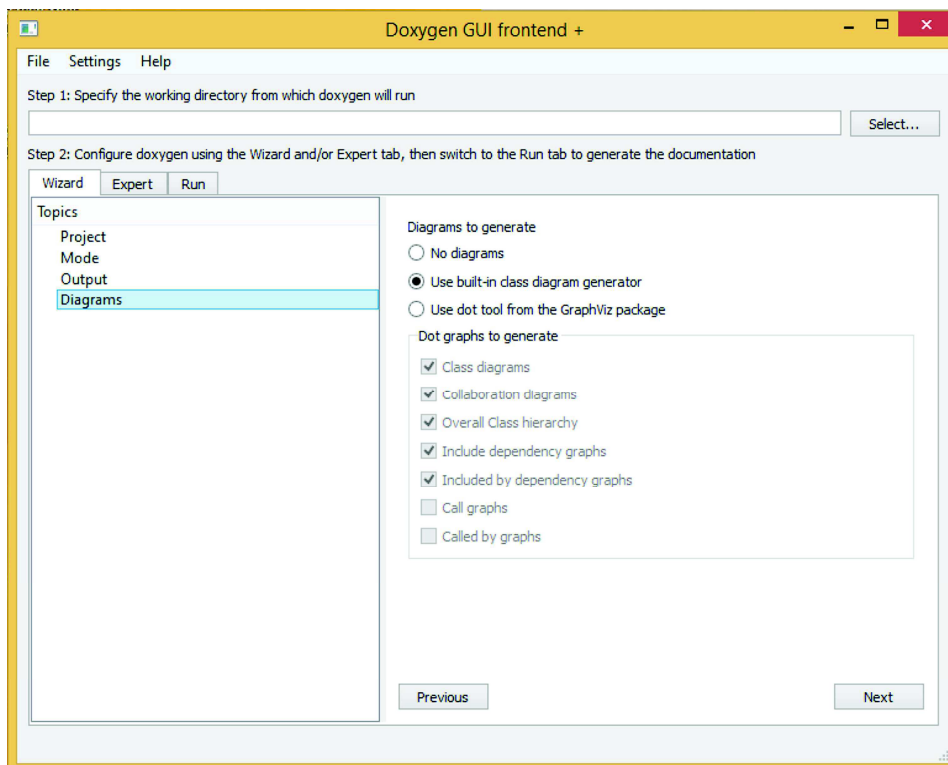 Doxygen GUI frontend +
File Settings Help
Step 1: Specify the working directory from which doxygen will run
Select...
Step 2: Configure doxygen using the Wizard and/or Expert tab, then switch to the Run tab to generate the documentation
Wizard Expert Run
Topics
Project
Mode
Output
Diagrams
Diagrams to generate
No diagrams
Use built-in class diagram generator
Use dot tool from the GraphViz package
Dot graphs to generate
Class diagrams
Collaboration diagrams
Overall Class hierarchy
Include dependency graphs
Included by dependency graphs
Call graphs
Called by graphs
Previous
Next